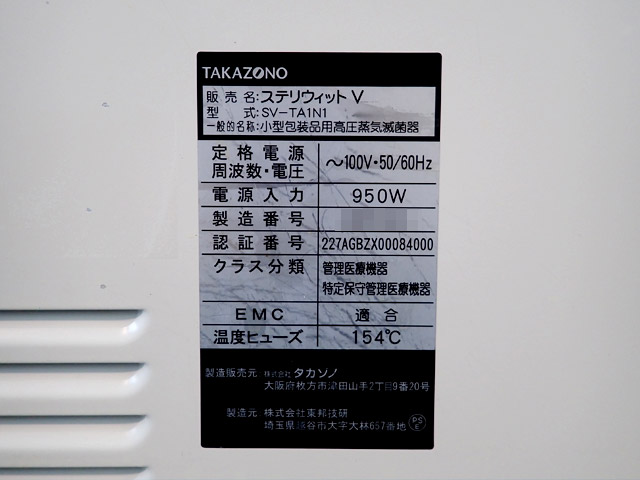 TAKAZONO
販売名：ステリウィット V
型式：SV-TA1N1
一般的名称：小型包装品用高圧蒸気滅菌器
定格電源
周波数・電圧
～100V・50/60Hz
電源入力 950W
製造番号
認証番号 227AGBZX00084000
クラス分類 管理医療機器
特定保守管理医療機器
EMC 適合
温度ヒューズ 154℃
製造販売元 株式会社 タカゾノ
大阪府枚方市津田山手2丁目9番20号
製造元 株式会社東邦技研
埼玉県越谷市大字大林657番地
PS
E